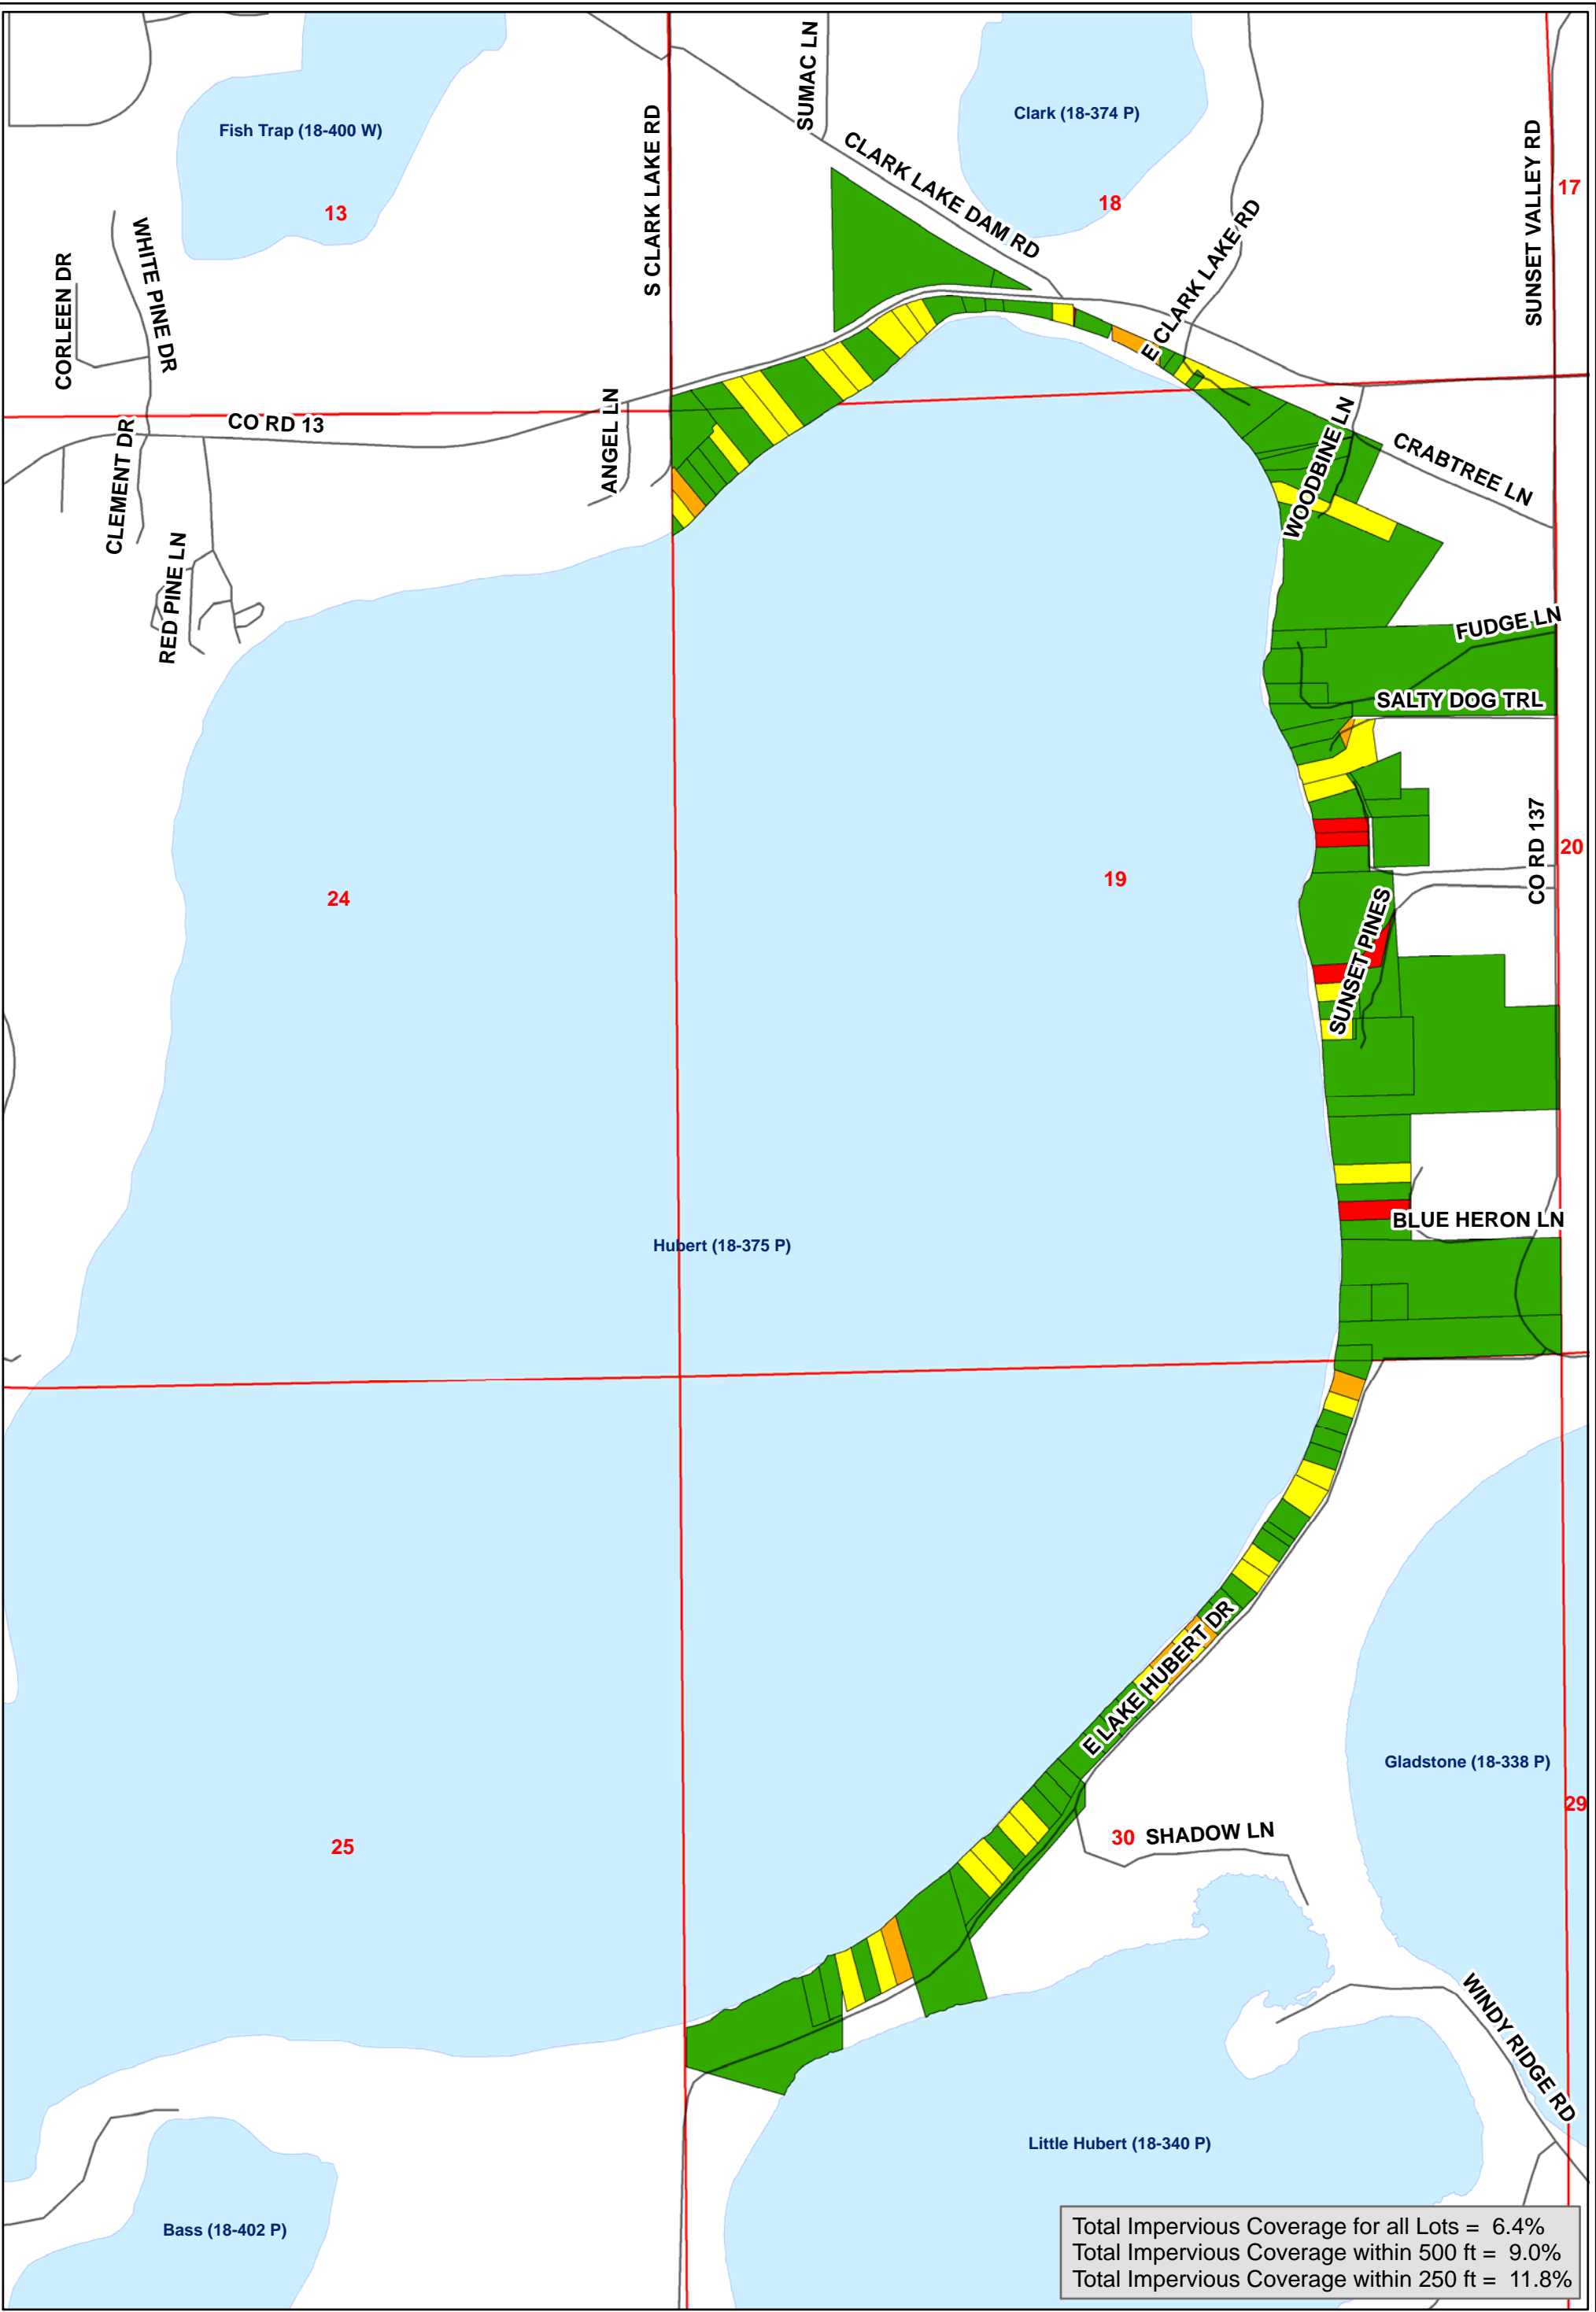 SUMAC LN
Fish Trap (18-400 W)
Clark (18-374 P)
S CLARK LAKE RD
CLARK LAKE DAM RD
SUNSET VALLEY RD
17
13
18
WHITE PINE DR
CORLEEN DR
E CLARK LAKE RD
CO RD 13
ANGEL LN
CLEMENT DR
WOODBINE LN
CRABTREE LN
RED PINE LN
FUDGE LN
SALTY DOG TRL
CO RD 137
20
24
19
SUNSET PINES
BLUE HERON LN
Hubert (18-375 P)
E LAKE HUBERT DR
Gladstone (18-338 P)
29
25
30
SHADOW LN
WINDY RIDGE RD
Little Hubert (18-340 P)
Bass (18-402 P)
Total Impervious Coverage for all Lots = 6.4%
Total Impervious Coverage within 500 ft = 9.0%
Total Impervious Coverage within 250 ft = 11.8%